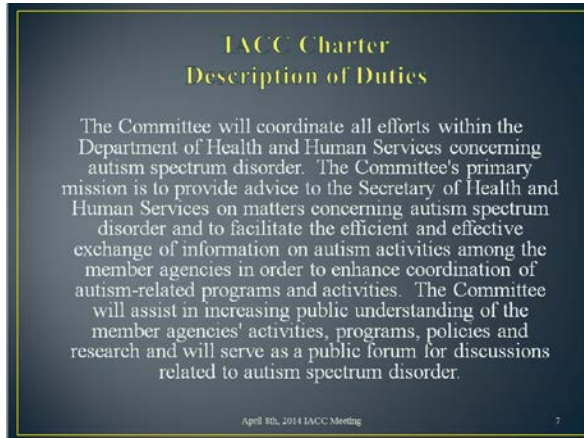 IACC Charter
Description of Duties
The Committee will coordinate all efforts within the
Department of Health and Human Services concerning
autism spectrum disorder. The Committee's primary
mission is to provide advice to the Secretary of Health and
Human Services on matters concerning autism spectrum
disorder and to facilitate the efficient and effective
exchange of information on autism activities among the
member agencies in order to enhance coordination of
autism-related programs and activities. The Committee
will assist in increasing public understanding of the
member agencies' activities, programs, policies and
research and will serve as a public forum for discussions
related to autism spectrum disorder.
April 8th, 2014 IACC Meeting 7